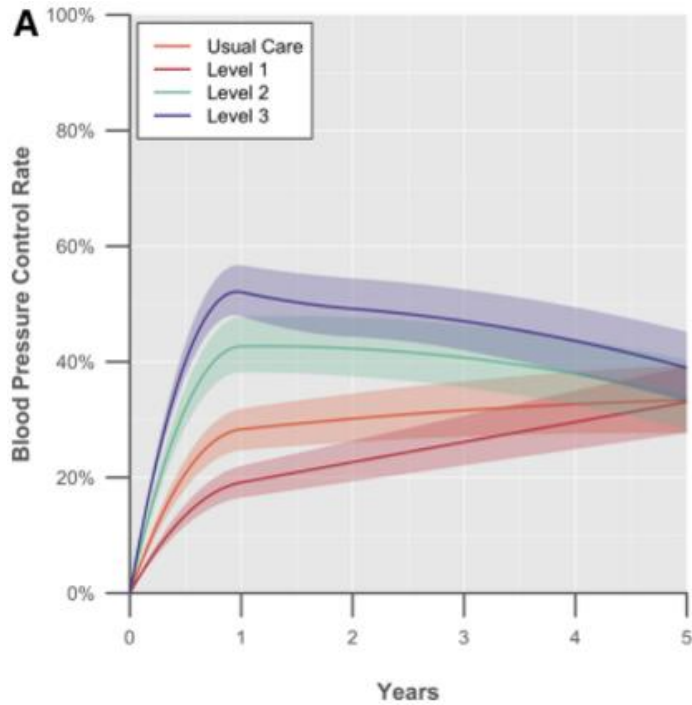 A
100%
80%
60%
40%
20%
0%
Blood Pressure Control Rate
Usual Care
Level 1
Level 2
Level 3
0 1 2 3 4 5
Years